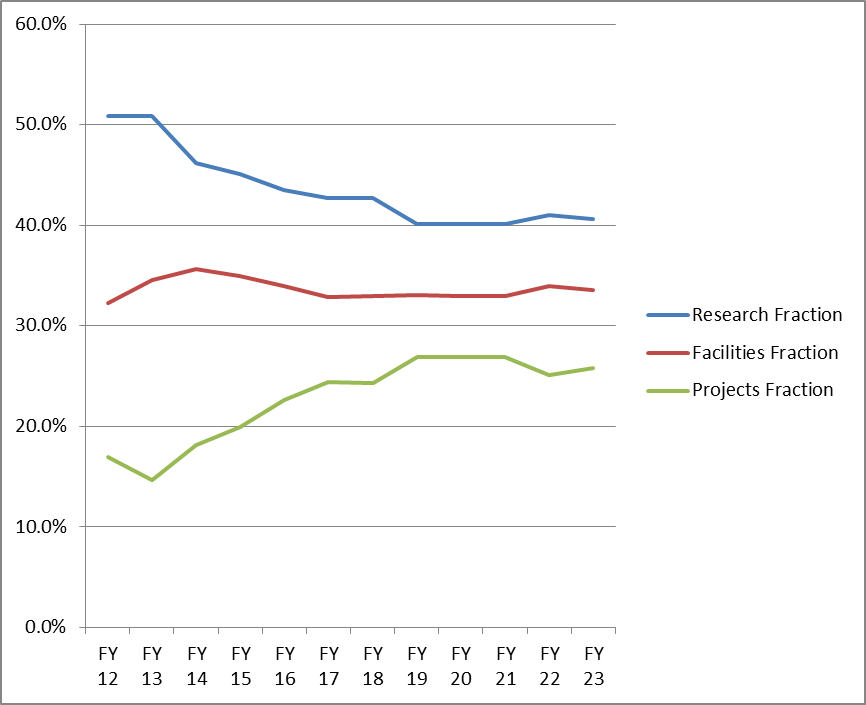 60.0%
50.0%
40.0%
30.0%
20.0%
10.0%
0.0%
FY FY FY FY FY FY FY FY FY FY FY FY
12 13 14 15 16 17 18 19 20 21 22 23
Research Fraction
Facilities Fraction
Projects Fraction